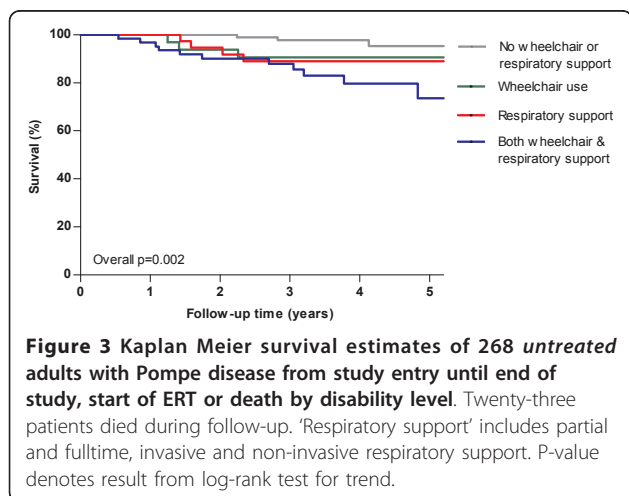 100
80
60
40
20
0
Survival (%)
Overall p=0.002
0 1 2 3 4 5
Follow-up time (years)
No wheelchair or
respiratory support
Wheelchair use
Respiratory support
Both wheelchair &
respiratory support
Figure 3 Kaplan Meier survival estimates of 268 untreated
adults with Pompe disease from study entry until end of
study, start of ERT or death by disability level. Twenty-three
patients died during follow-up. ‘Respiratory support’ includes partial
and fulltime, invasive and non-invasive respiratory support. P-value
denotes result from log-rank test for trend.